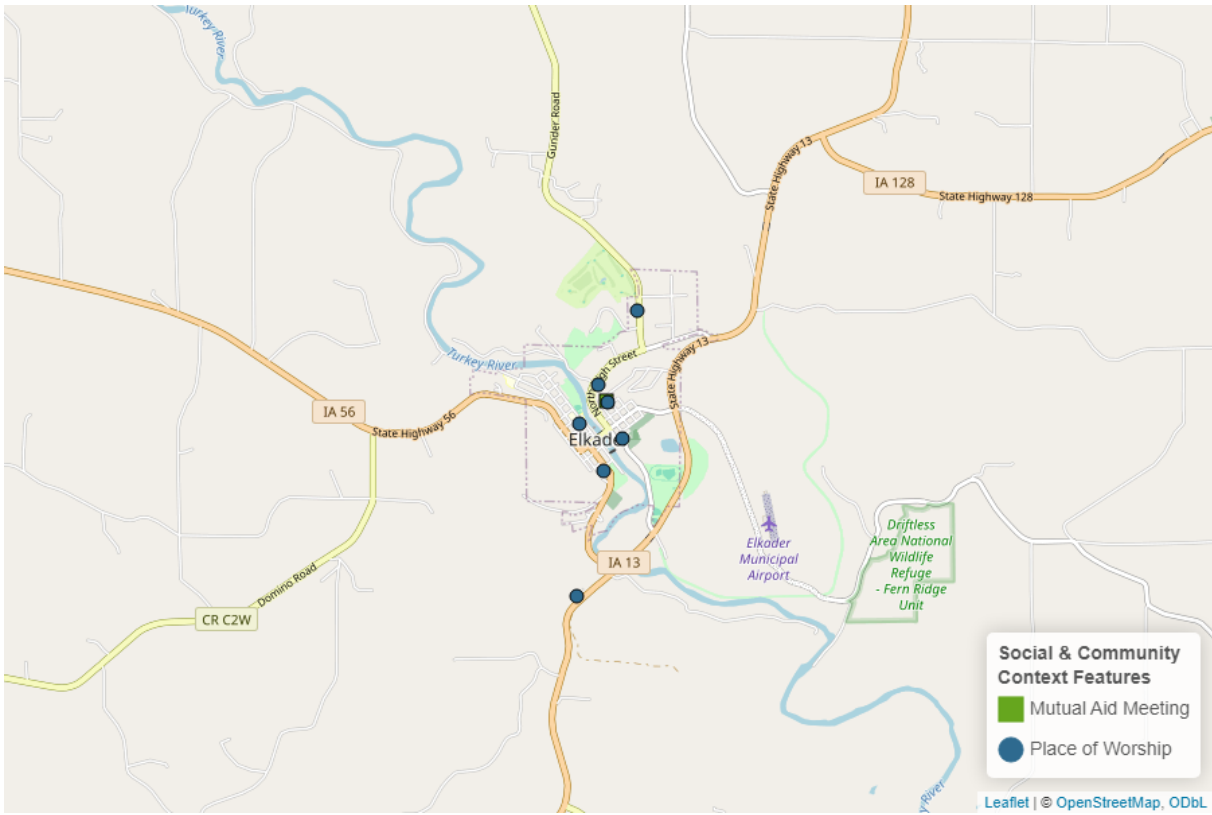 Turkey
River
Gunder Road
State Highway 13
IA 128
State Highway 128
Turkey River
North High Street
State Highway 13
IA 56
State Highway 56
Elkader
Elkader
Municipal
Airport
Driftless
Area National
Wildlife
Refuge
- Fern Ridge
Unit
IA 13
Domino Road
CR C2W
Social & Community
Context Features
Mutual Aid Meeting
Place of Worship
River
Leaflet | © OpenStreetMap, ODbL